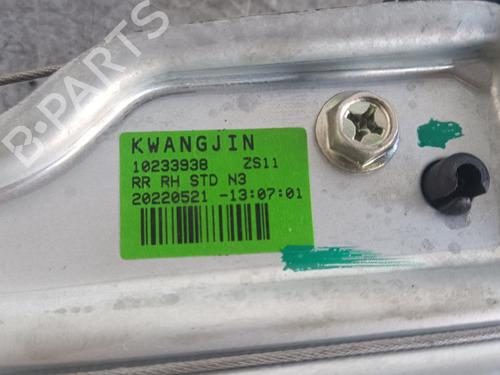 B-PARTS
KWANGJIN
10233938 ZS11
RR RH STD N3
20220521 -13:07:01